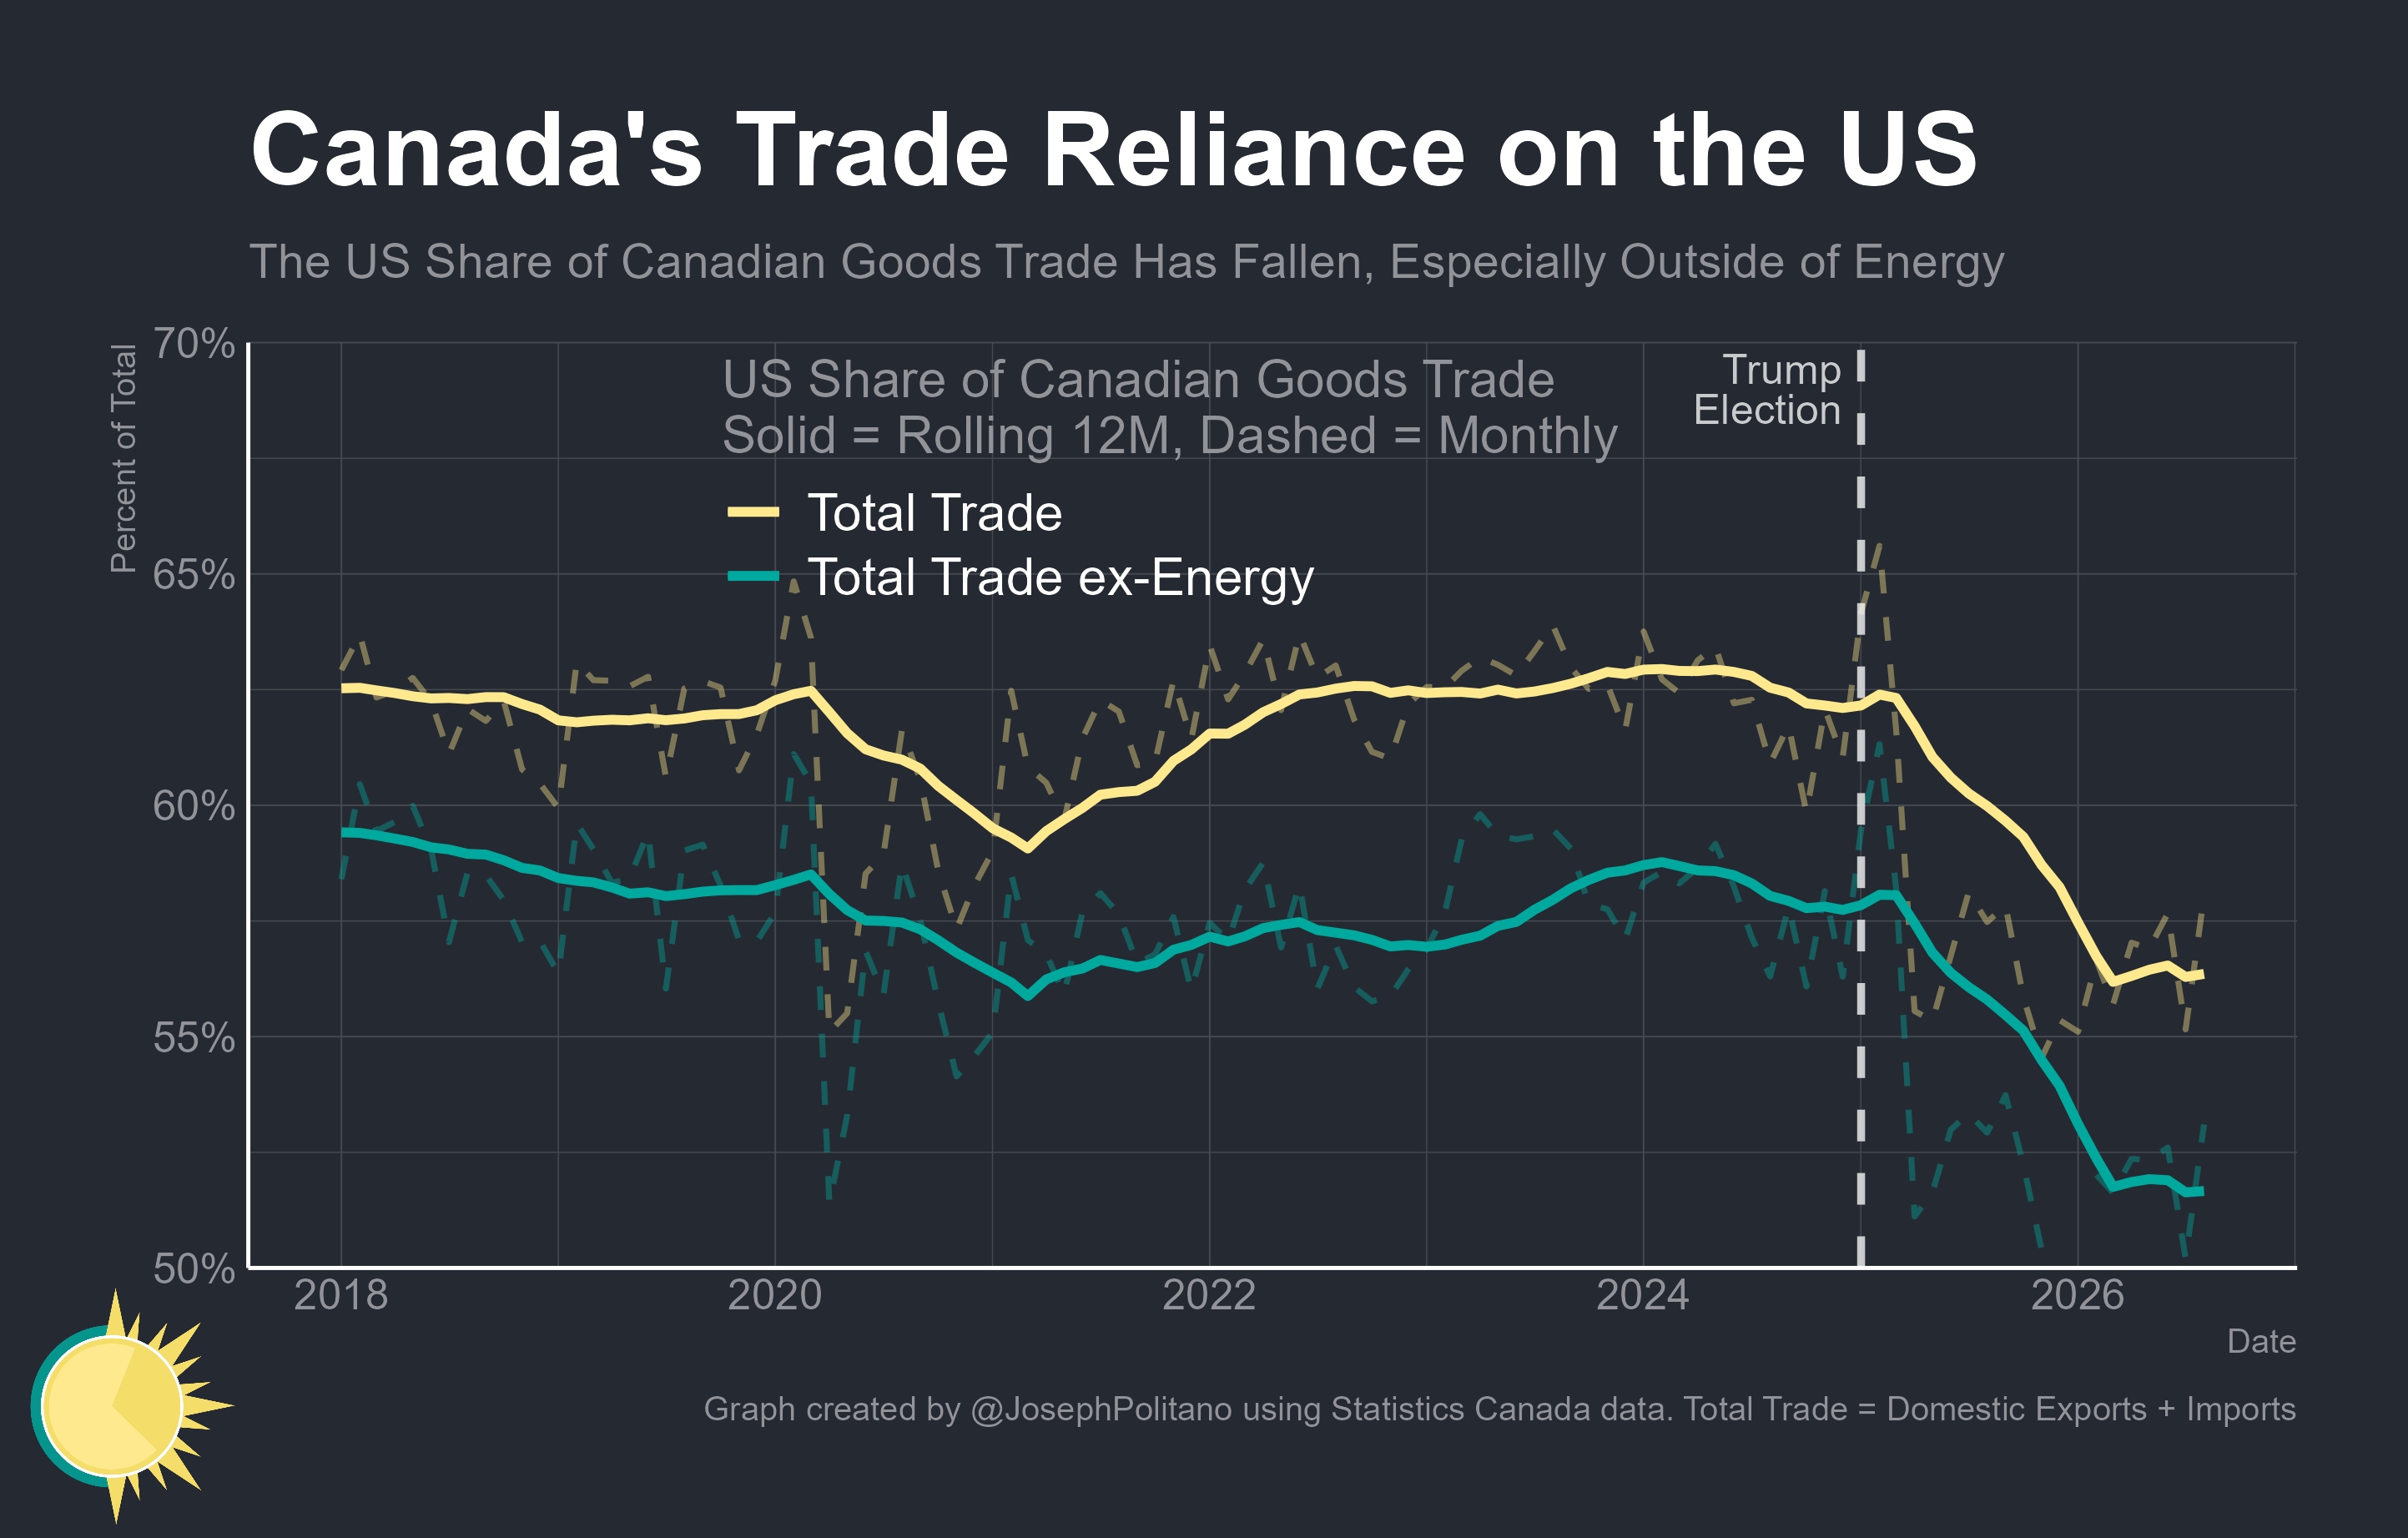 Canada's Trade Reliance on the US
The US Share of Canadian Goods Trade Has Fallen, Especially Outside of Energy
Percent of Total
70%
65%
60%
55%
50%
US Share of Canadian Goods Trade
Solid = Rolling 12M, Dashed = Monthly
Total Trade
Total Trade ex-Energy
Trump
Election
2018
2020
2022
2024
2026
Date
Graph created by @JosephPolitano using Statistics Canada data. Total Trade = Domestic Exports + Imports